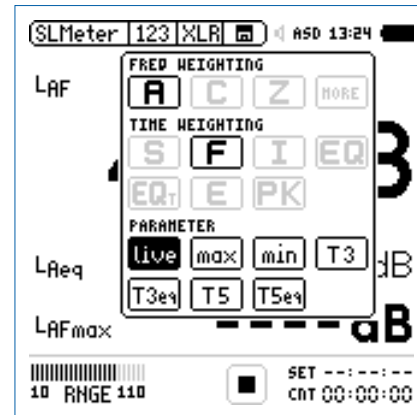 SLMeter 123 XLR ASD 13:24
FREQ WEIGHTING
LAF
A C Z MORE
TIME WEIGHTING
S F I EQ
EQT E PK
PARAMETER
live max min T3
LAeq dB
T3eq T5 T5eq
LAFmax ---- dB
SET --:--:--
10 RNGE 110 CNT 00:00:00